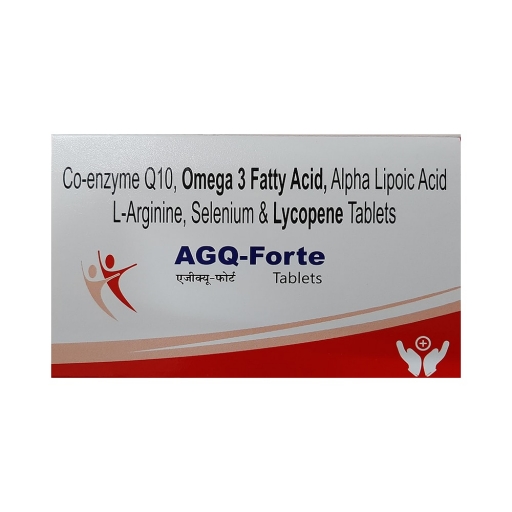 Co-enzyme Q10, Omega 3 Fatty Acid, Alpha Lipoic Acid
L-Arginine, Selenium & Lycopene Tablets
AGQ-Forte
एजीक्यू-फोर्ट Tablets